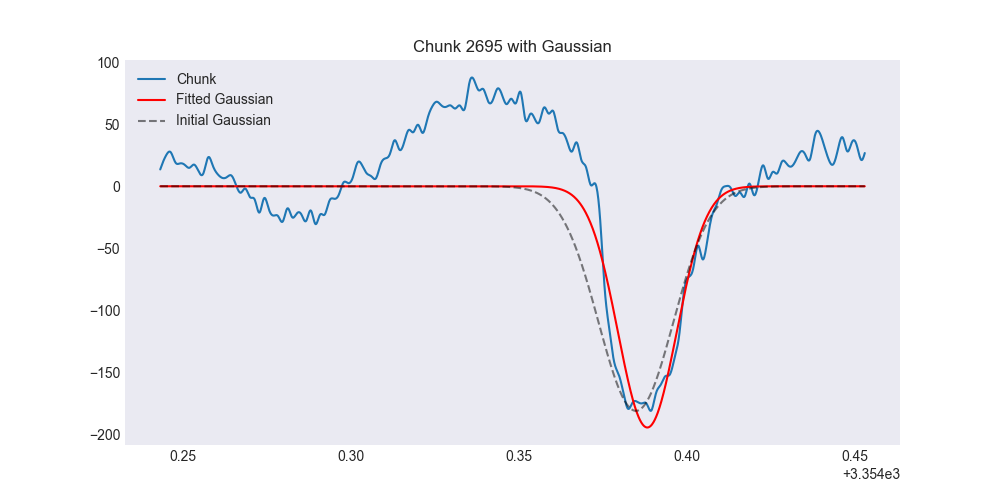 Chunk 2695 with Gaussian
100
50
0
−50
−100
−150
−200
Chunk
Fitted Gaussian
Initial Gaussian
0.25 0.30 0.35 0.40 0.45
+3.354e3